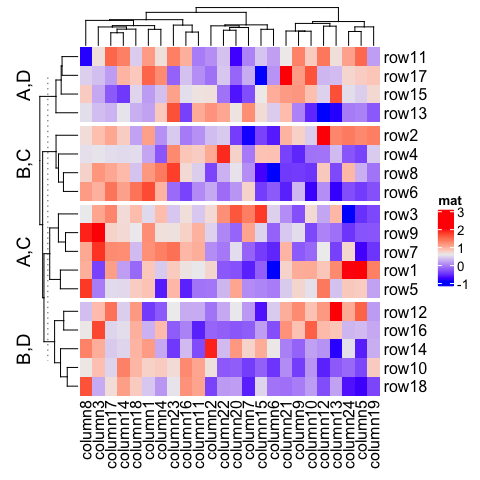 A,D
B,C
A,C
B,D
row11
row17
row15
row13
row2
row4
row8
row6
row3
row9
row7
row1
row5
row12
row16
row14
row10
row18
mat
3
2
1
0
-1
column8
column3
column17
column14
column18
column1
column4
column23
column16
column11
column2
column22
column20
column7
column15
column6
column21
column9
column10
column12
column13
column24
column5
column19